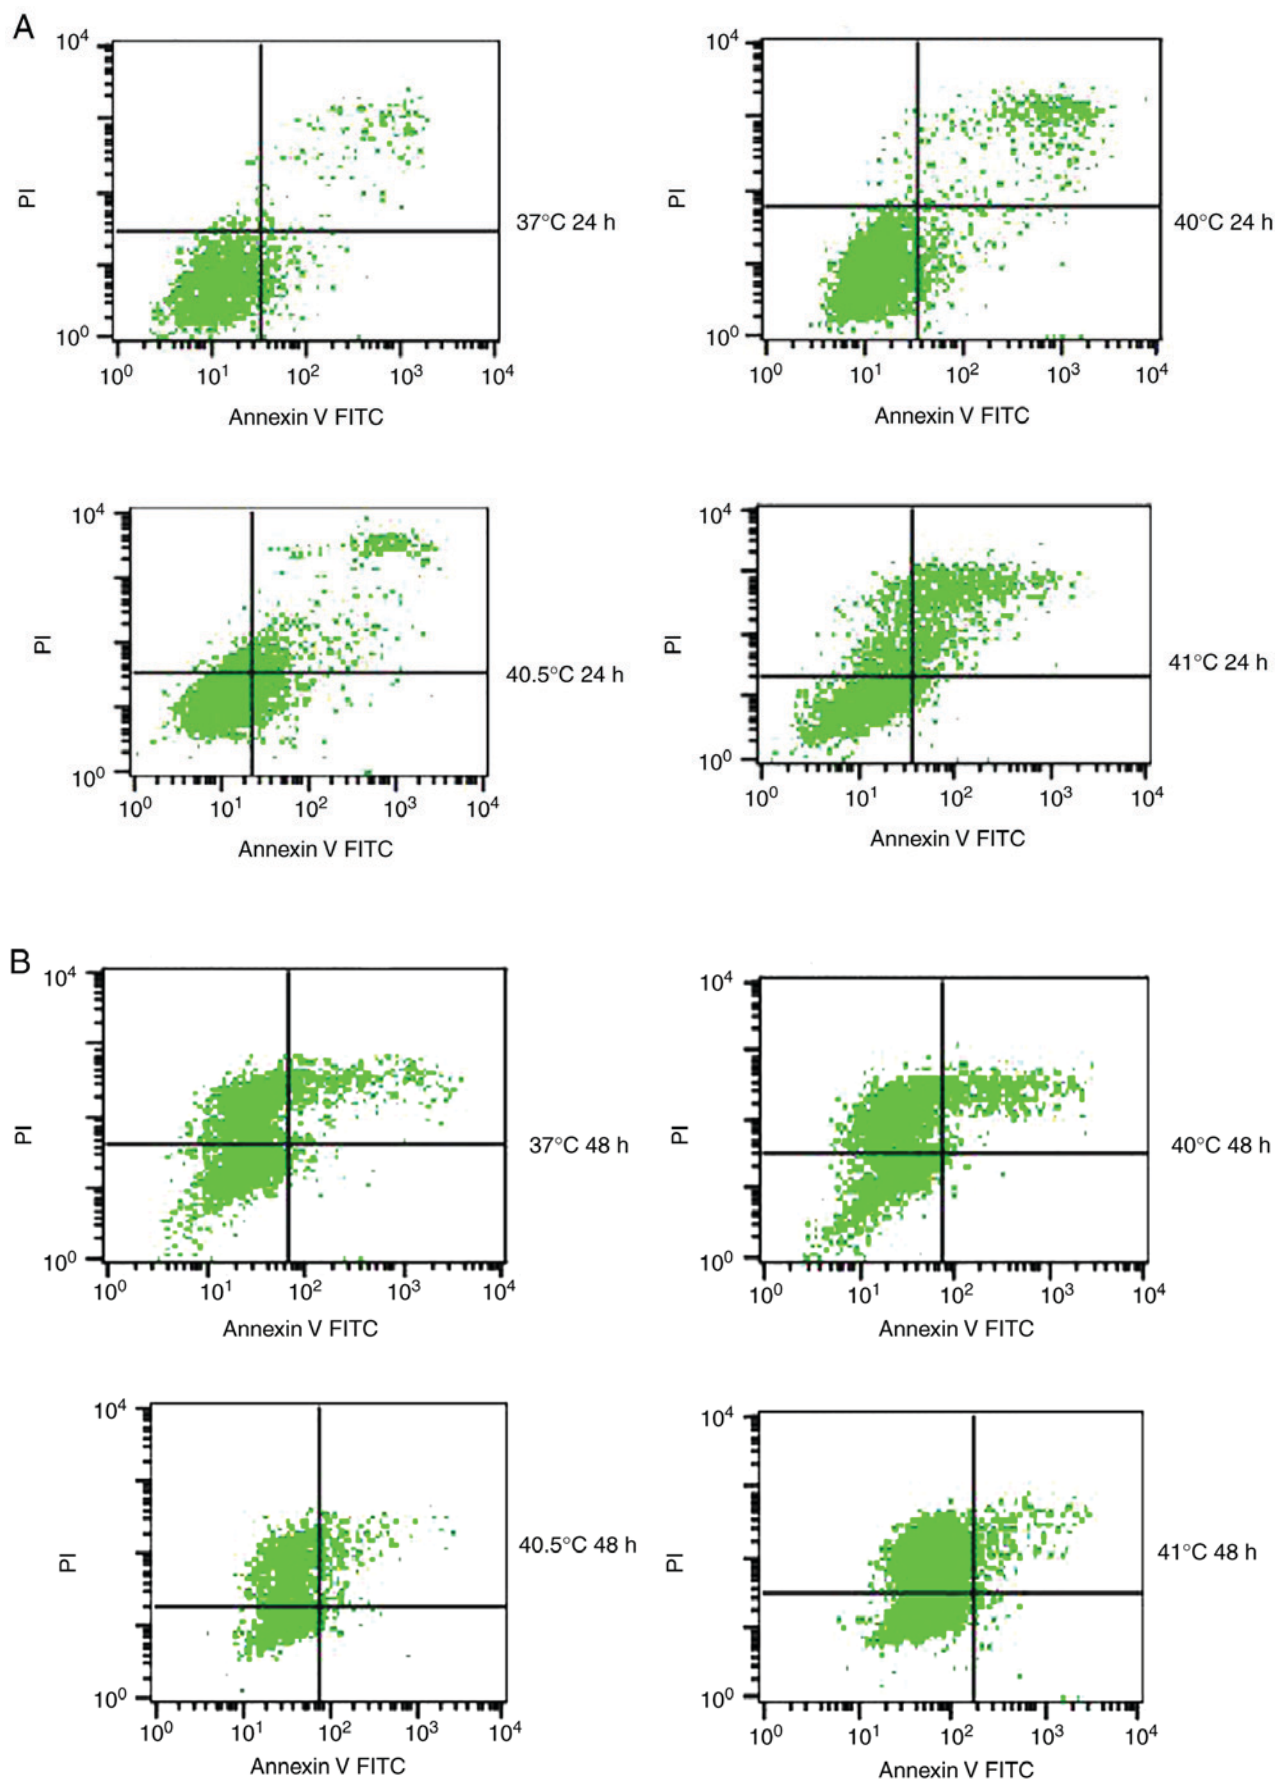 A
10⁴
PI
10⁰
10⁰ 10¹ 10² 10³ 10⁴
Annexin V FITC
37°C 24 h
10⁴
PI
10⁰
10⁰ 10¹ 10² 10³ 10⁴
Annexin V FITC
40°C 24 h
10⁴
PI
10⁰
10⁰ 10¹ 10² 10³ 10⁴
Annexin V FITC
40.5°C 24 h
10⁴
PI
10⁰
10⁰ 10¹ 10² 10³ 10⁴
Annexin V FITC
41°C 24 h
B
10⁴
PI
10⁰
10⁰ 10¹ 10² 10³ 10⁴
Annexin V FITC
37°C 48 h
10⁴
PI
10⁰
10⁰ 10¹ 10² 10³ 10⁴
Annexin V FITC
40°C 48 h
10⁴
PI
10⁰
10⁰ 10¹ 10² 10³ 10⁴
Annexin V FITC
40.5°C 48 h
10⁴
PI
10⁰
10⁰ 10¹ 10² 10³ 10⁴
Annexin V FITC
41°C 48 h